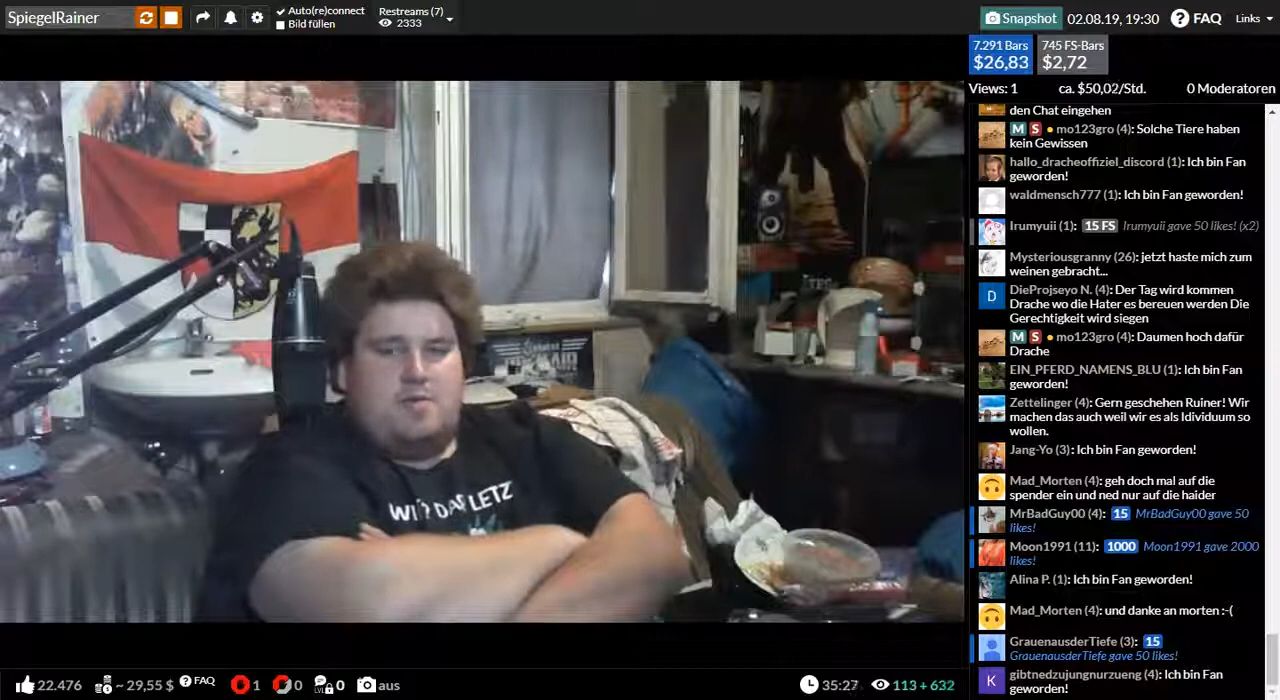 SpiegelRainer
Auto(re)connect
Bild füllen
Restreams (7)
2333
Snapshot
02.08.19, 19:30
FAQ
Links
7.291 Bars
$26,83
745 FS-Bars
$2,72
Views: 1
ca. $50,02/Std.
0 Moderatoren
den Chat eingehen
M S mo123gro (4): Solche Tiere haben
kein Gewissen
hallo_dracheoffiziel_discord (1): Ich bin Fan
geworden!
waldmensch777 (1): Ich bin Fan geworden!
Irumyuii (1): 15 FS Irumyuii gave 50 likes! (x2)
Mysteriousgranny (26): jetzt haste mich zum
weinen gebracht...
D
DieProjseyo N. (4): Der Tag wird kommen
Drache wo die Hater es bereuen werden Die
Gerechtigkeit wird siegen
M S mo123gro (4): Daumen hoch dafür
Drache
EIN_PFERD_NAMENS_BLU (1): Ich bin Fan
geworden!
Zettelinger (4): Gern geschehen Ruiner! Wir
machen das auch weil wir es als Idividuum so
wollen.
Jang-Yo (3): Ich bin Fan geworden!
Mad_Morten (4): geh doch mal auf die
spender ein und ned nur auf die haider
MrBadGuy00 (4): 15 MrBadGuy00 gave 50
likes!
Moon1991 (11): 1000 Moon1991 gave 2000
likes!
Alina P. (1): Ich bin Fan geworden!
Mad_Morten (4): und danke an morten :-(
GrauenausderTiefe (3): 15
GrauenausderTiefe gave 50 likes!
K
gibtnedzujungnurzueng (4): Ich bin Fan
geworden!
22.476
~ 29,55 $
FAQ
1
0
LVL
0
aus
35:27
113 + 632